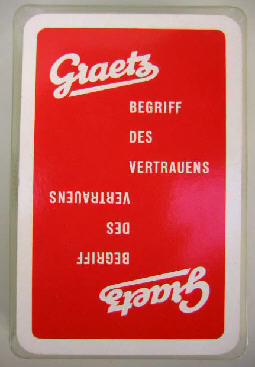 Graetz
BEGRIFF
DES
VERTRAUENS
VERTRAUENS
DES
BEGRIFF
Graetz